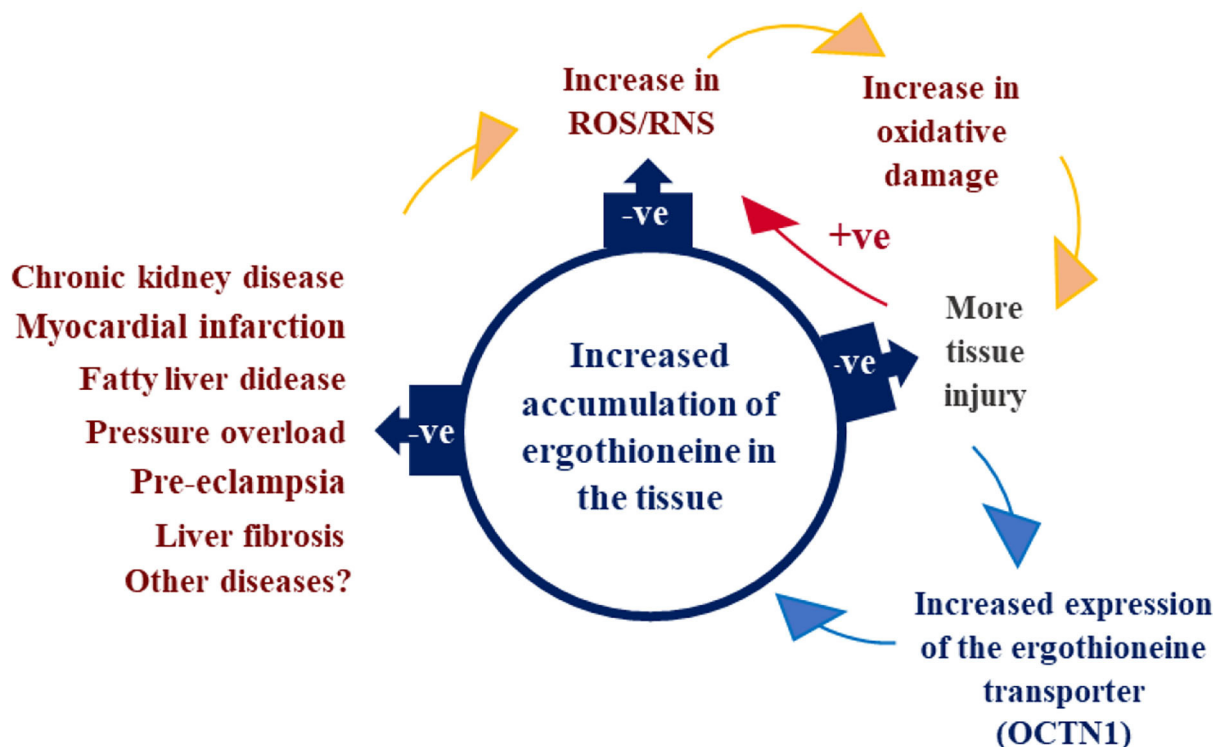 Increase in
ROS/RNS
Increase in
oxidative
damage
-ve
+ve
Chronic kidney disease
Myocardial infarction
Fatty liver didease
Pressure overload
Pre-eclampsia
Liver fibrosis
Other diseases?
-ve
Increased
accumulation of
ergothioneine in
the tissue
-ve
More
tissue
injury
Increased expression
of the ergothioneine
transporter
(OCTN1)